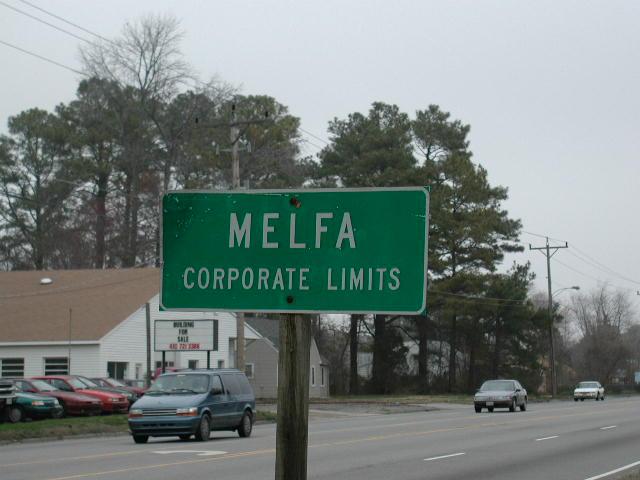 MELFA
CORPORATE LIMITS
BUILDING
FOR
SALE